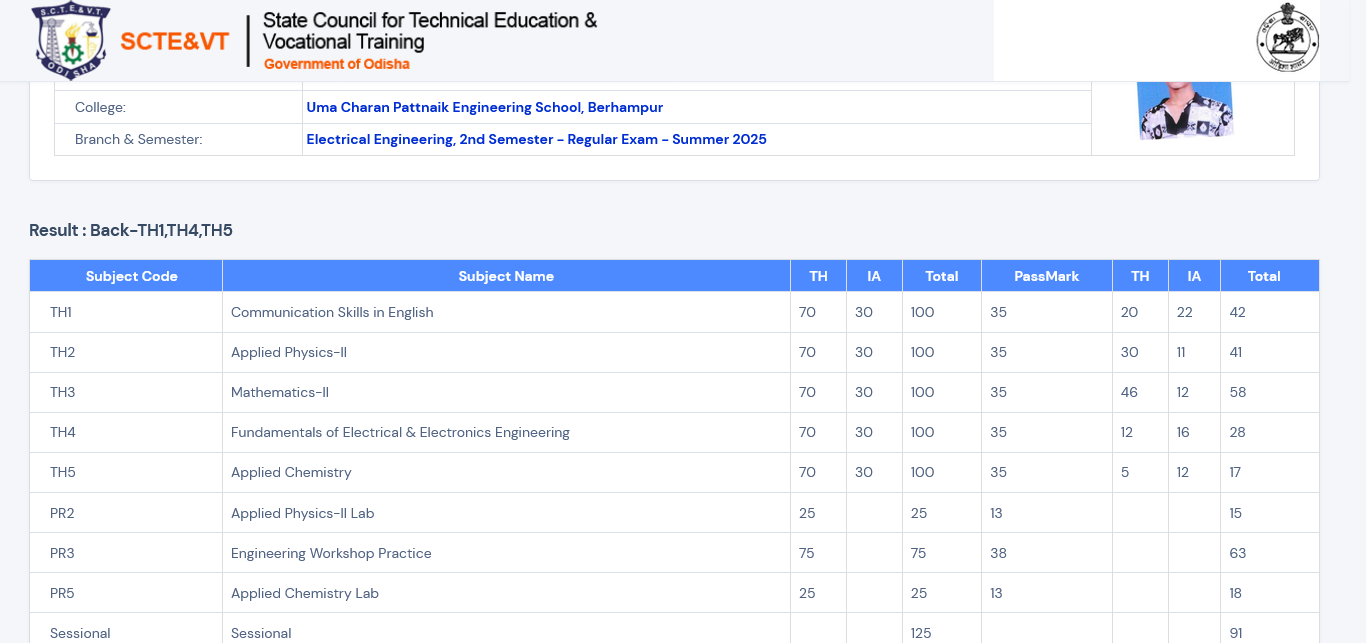 S.C.T.E.&V.T.
ODISHA
SCTE&VT
State Council for Technical Education &
Vocational Training
Government of Odisha
College: Uma Charan Pattnaik Engineering School, Berhampur
Branch & Semester: Electrical Engineering, 2nd Semester - Regular Exam - Summer 2025
Result : Back-TH1,TH4,TH5
Subject Code Subject Name TH IA Total PassMark TH IA Total
TH1 Communication Skills in English 70 30 100 35 20 22 42
TH2 Applied Physics-II 70 30 100 35 30 11 41
TH3 Mathematics-II 70 30 100 35 46 12 58
TH4 Fundamentals of Electrical & Electronics Engineering 70 30 100 35 12 16 28
TH5 Applied Chemistry 70 30 100 35 5 12 17
PR2 Applied Physics-II Lab 25 25 13 15
PR3 Engineering Workshop Practice 75 75 38 63
PR5 Applied Chemistry Lab 25 25 13 18
Sessional Sessional 125 91